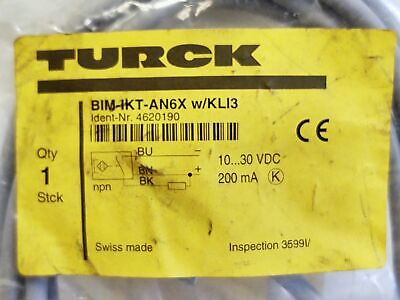 TURCK
BIM-IKT-AN6X w/KLI3
Ident-Nr. 4620190
CE
Qty
1
Stck
BU −
BN +
BK
npn
10...30 VDC
200 mA K
Swiss made
Inspection 3699I/